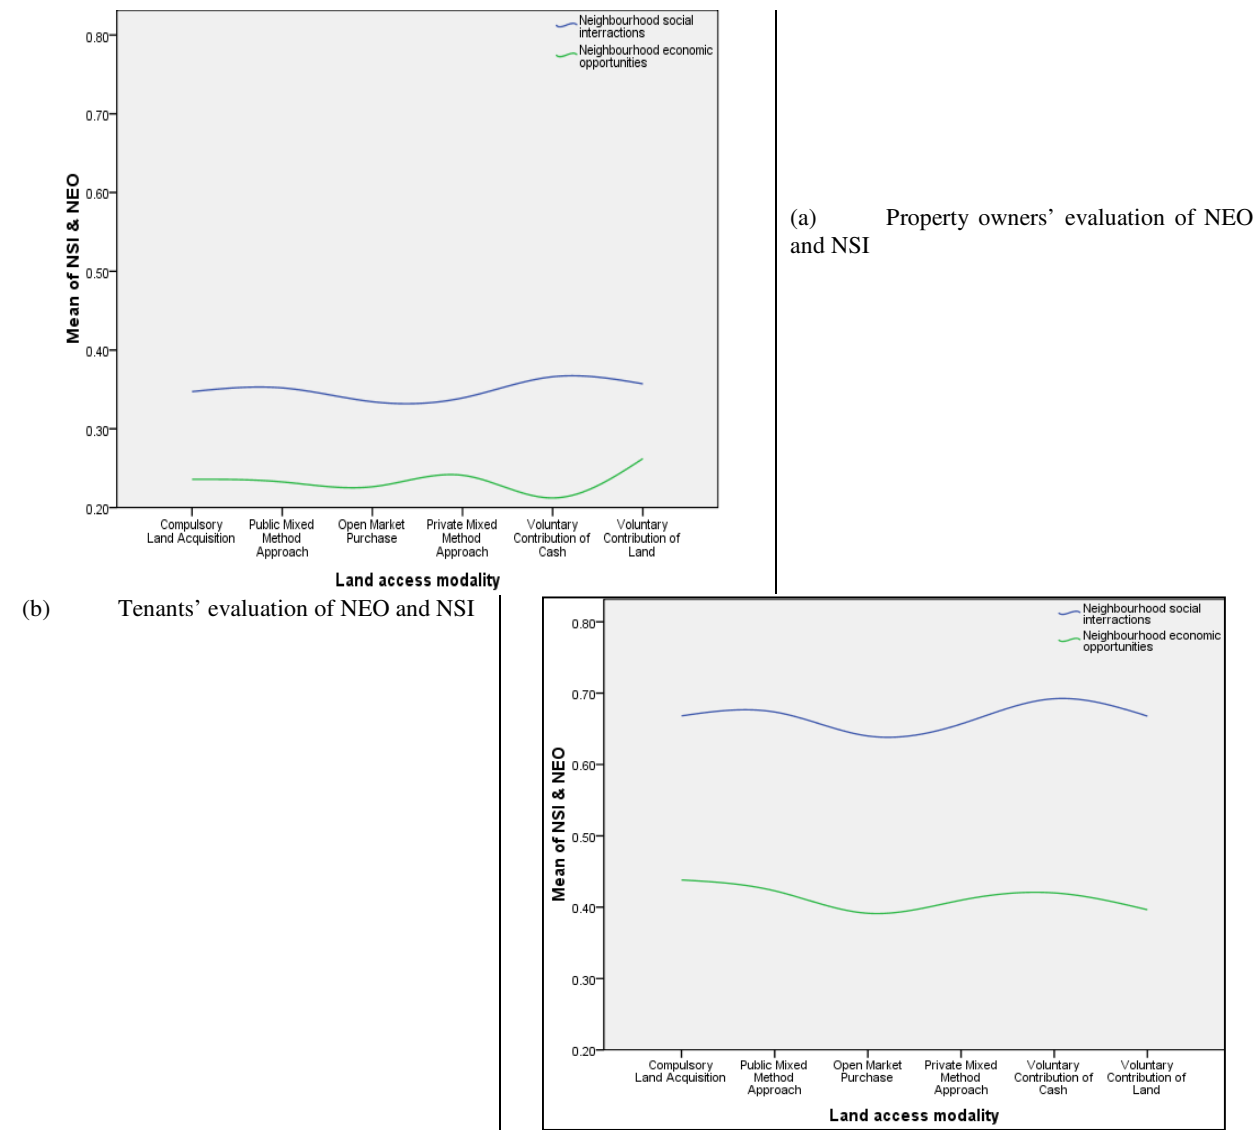 Neighbourhood social
interractions
Neighbourhood economic
opportunities
0.80
0.70
0.60
0.50
0.40
0.30
0.20
Mean of NSI & NEO
Compulsory
Land Acquisition
Public Mixed
Method
Approach
Open Market
Purchase
Private Mixed
Method
Approach
Voluntary
Contribution of
Cash
Voluntary
Contribution of
Land
Land access modality
(a) Property owners’ evaluation of NEO
and NSI
(b) Tenants’ evaluation of NEO and NSI
Neighbourhood social
interractions
Neighbourhood economic
opportunities
0.80
0.70
0.60
0.50
0.40
0.30
0.20
Mean of NSI & NEO
Compulsory
Land Acquisition
Public Mixed
Method
Approach
Open Market
Purchase
Private Mixed
Method
Approach
Voluntary
Contribution of
Cash
Voluntary
Contribution of
Land
Land access modality